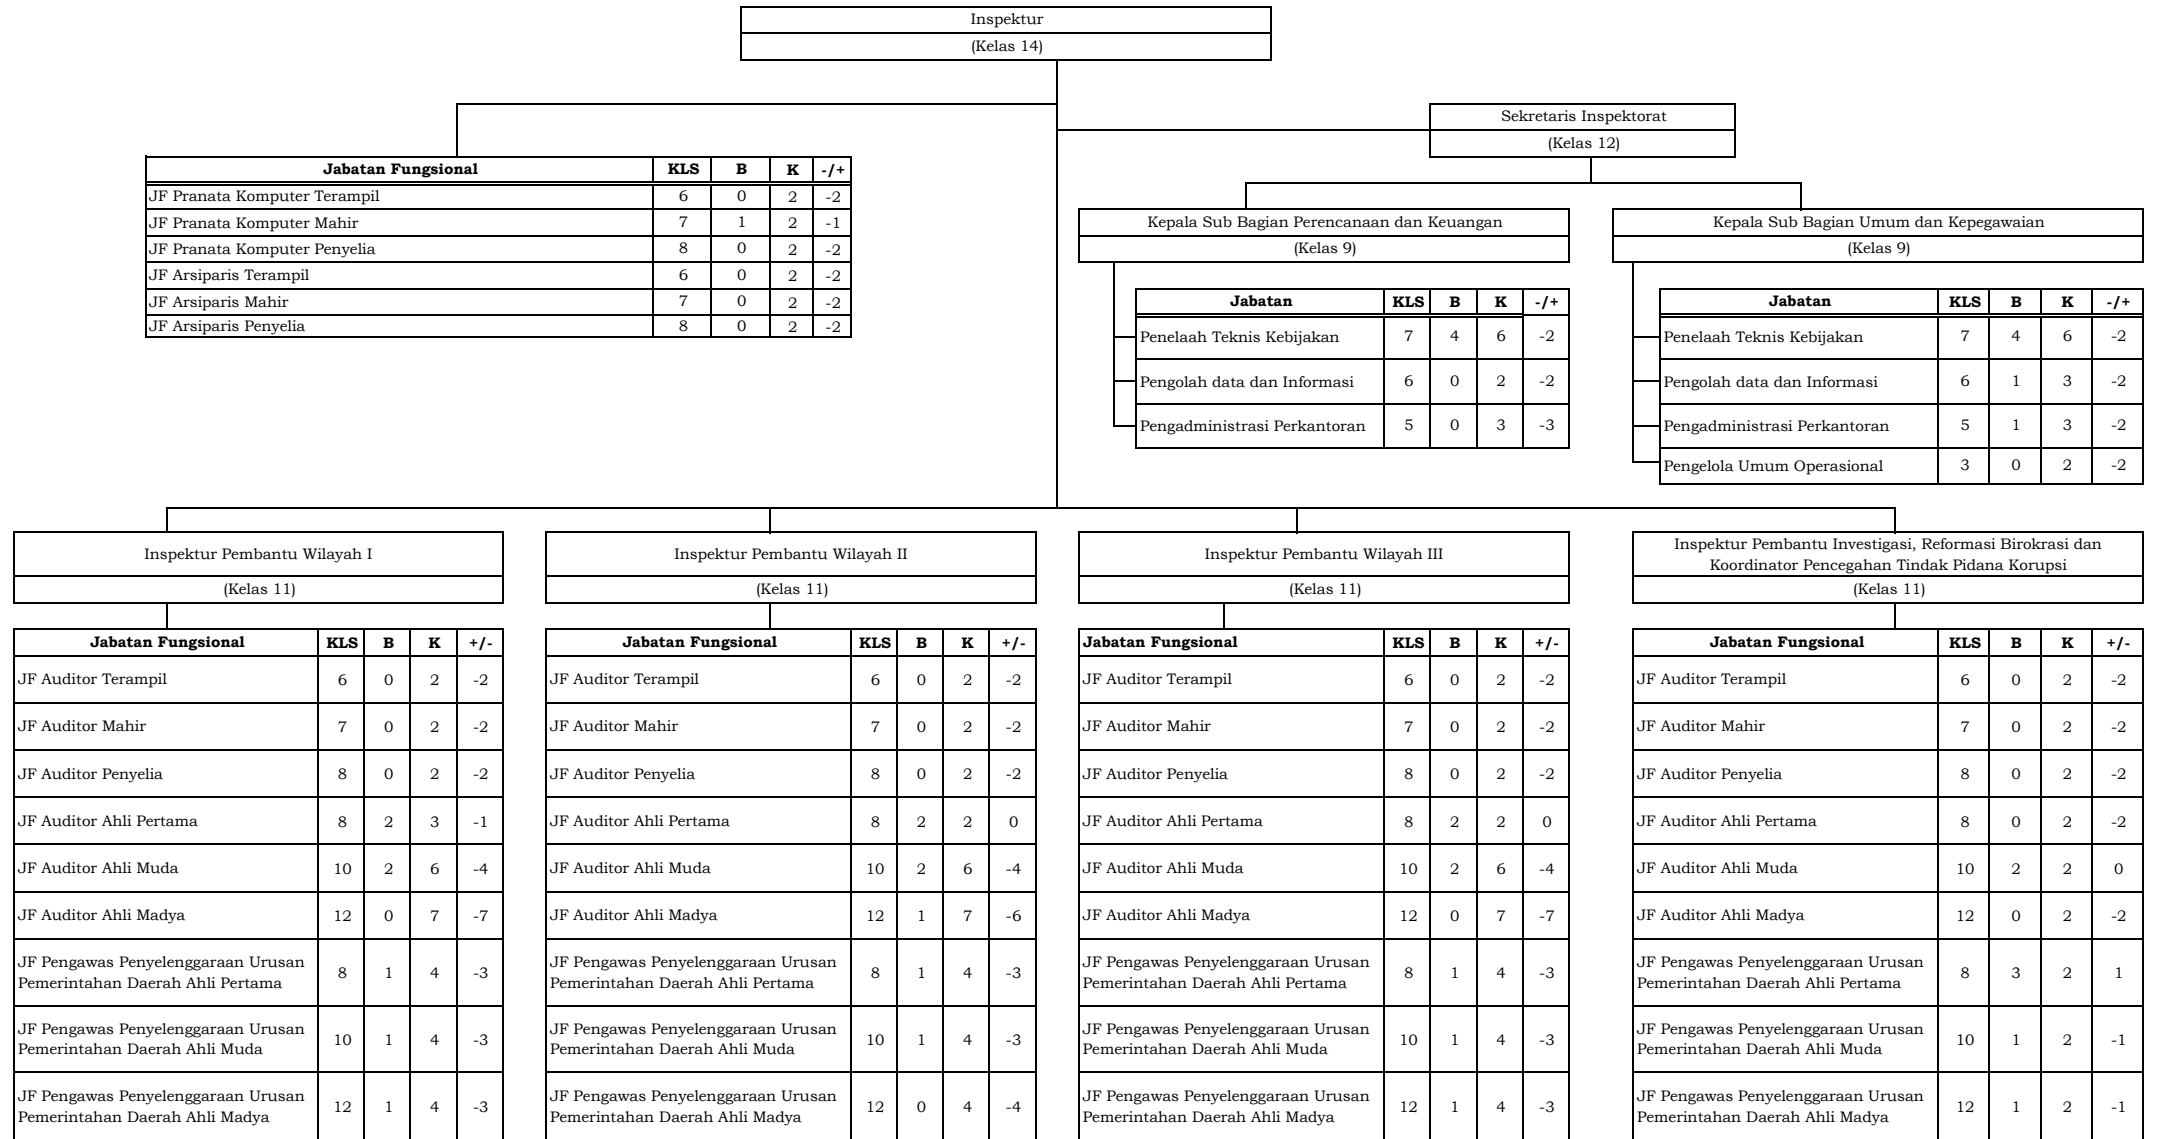 Inspektur
(Kelas 14)
Sekretaris Inspektorat
(Kelas 12)
Jabatan Fungsional KLS B K -/+
JF Pranata Komputer Terampil 6 0 2 -2
JF Pranata Komputer Mahir 7 1 2 -1
JF Pranata Komputer Penyelia 8 0 2 -2
JF Arsiparis Terampil 6 0 2 -2
JF Arsiparis Mahir 7 0 2 -2
JF Arsiparis Penyelia 8 0 2 -2
Kepala Sub Bagian Perencanaan dan Keuangan
(Kelas 9)
Jabatan KLS B K -/+
Penelaah Teknis Kebijakan 7 4 6 -2
Pengolah data dan Informasi 6 0 2 -2
Pengadministrasi Perkantoran 5 0 3 -3
Kepala Sub Bagian Umum dan Kepegawaian
(Kelas 9)
Jabatan KLS B K -/+
Penelaah Teknis Kebijakan 7 4 6 -2
Pengolah data dan Informasi 6 1 3 -2
Pengadministrasi Perkantoran 5 1 3 -2
Pengelola Umum Operasional 3 0 2 -2
Inspektur Pembantu Wilayah I
(Kelas 11)
Jabatan Fungsional KLS B K +/-
JF Auditor Terampil 6 0 2 -2
JF Auditor Mahir 7 0 2 -2
JF Auditor Penyelia 8 0 2 -2
JF Auditor Ahli Pertama 8 2 3 -1
JF Auditor Ahli Muda 10 2 6 -4
JF Auditor Ahli Madya 12 0 7 -7
JF Pengawas Penyelenggaraan Urusan
Pemerintahan Daerah Ahli Pertama 8 1 4 -3
JF Pengawas Penyelenggaraan Urusan
Pemerintahan Daerah Ahli Muda 10 1 4 -3
JF Pengawas Penyelenggaraan Urusan
Pemerintahan Daerah Ahli Madya 12 1 4 -3
Inspektur Pembantu Wilayah II
(Kelas 11)
Jabatan Fungsional KLS B K +/-
JF Auditor Terampil 6 0 2 -2
JF Auditor Mahir 7 0 2 -2
JF Auditor Penyelia 8 0 2 -2
JF Auditor Ahli Pertama 8 2 2 0
JF Auditor Ahli Muda 10 2 6 -4
JF Auditor Ahli Madya 12 1 7 -6
JF Pengawas Penyelenggaraan Urusan
Pemerintahan Daerah Ahli Pertama 8 1 4 -3
JF Pengawas Penyelenggaraan Urusan
Pemerintahan Daerah Ahli Muda 10 1 4 -3
JF Pengawas Penyelenggaraan Urusan
Pemerintahan Daerah Ahli Madya 12 0 4 -4
Inspektur Pembantu Wilayah III
(Kelas 11)
Jabatan Fungsional KLS B K +/-
JF Auditor Terampil 6 0 2 -2
JF Auditor Mahir 7 0 2 -2
JF Auditor Penyelia 8 0 2 -2
JF Auditor Ahli Pertama 8 2 2 0
JF Auditor Ahli Muda 10 2 6 -4
JF Auditor Ahli Madya 12 0 7 -7
JF Pengawas Penyelenggaraan Urusan
Pemerintahan Daerah Ahli Pertama 8 1 4 -3
JF Pengawas Penyelenggaraan Urusan
Pemerintahan Daerah Ahli Muda 10 1 4 -3
JF Pengawas Penyelenggaraan Urusan
Pemerintahan Daerah Ahli Madya 12 1 4 -3
Inspektur Pembantu Investigasi, Reformasi Birokrasi dan
Koordinator Pencegahan Tindak Pidana Korupsi
(Kelas 11)
Jabatan Fungsional KLS B K +/-
JF Auditor Terampil 6 0 2 -2
JF Auditor Mahir 7 0 2 -2
JF Auditor Penyelia 8 0 2 -2
JF Auditor Ahli Pertama 8 0 2 -2
JF Auditor Ahli Muda 10 2 2 0
JF Auditor Ahli Madya 12 0 2 -2
JF Pengawas Penyelenggaraan Urusan
Pemerintahan Daerah Ahli Pertama 8 3 2 1
JF Pengawas Penyelenggaraan Urusan
Pemerintahan Daerah Ahli Muda 10 1 2 -1
JF Pengawas Penyelenggaraan Urusan
Pemerintahan Daerah Ahli Madya 12 1 2 -1